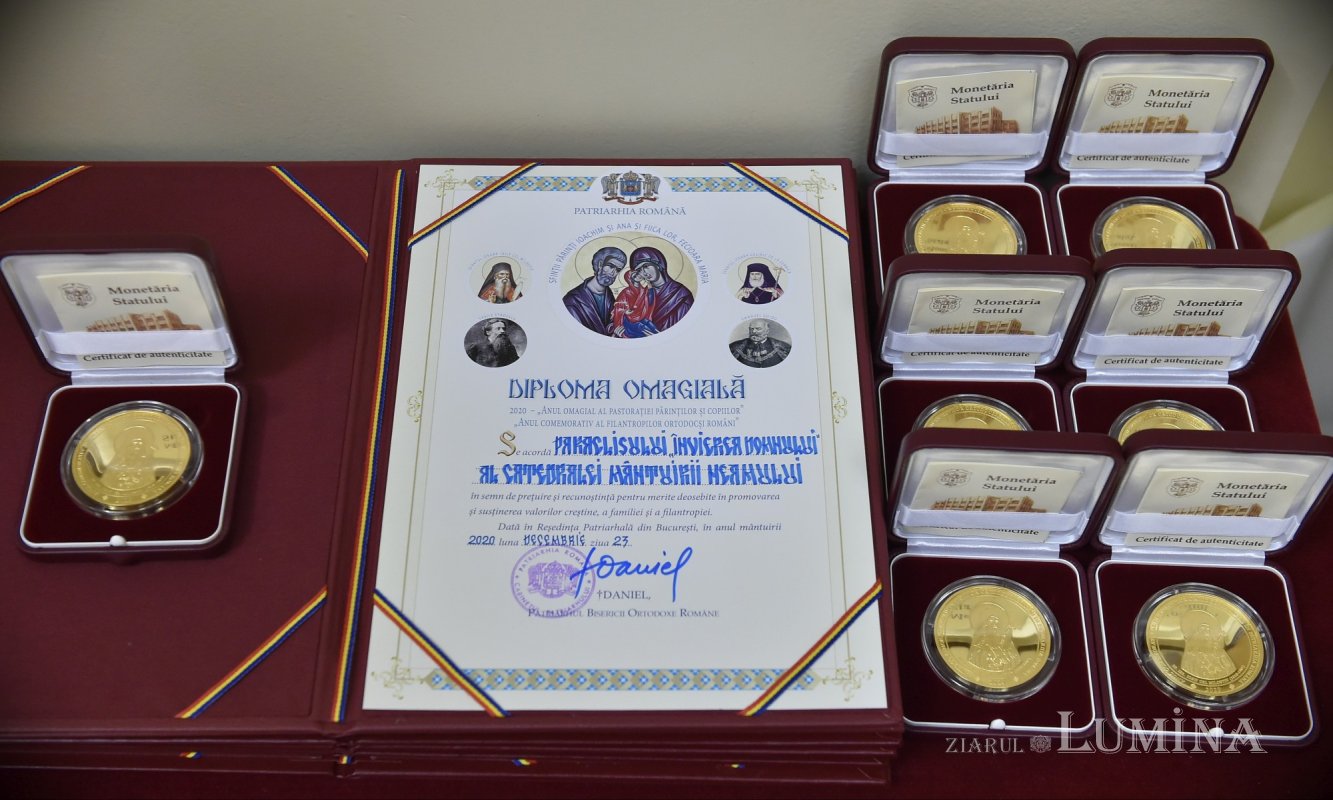 Monetăria
Statului
Certificat de autenticitate
PATRIARHIA ROMÂNĂ
SFINȚII PĂRINȚI IOACHIM ȘI ANA ȘI FIICA LOR, FECIOARA MARIA
DIPLOMA OMAGIALĂ
2020 – „ANUL OMAGIAL AL PASTORAȚIEI PĂRINȚILOR ȘI COPIILOR”
„ANUL COMEMORATIV AL FILANTROPILOR ORTODOCȘI ROMÂNI”
Se acordă PARACLISULUI „ÎNVIEREA DOMNULUI”
AL CATEDRALEI MÂNTUIRII NEAMULUI
în semn de prețuire și recunoștință pentru merite deosebite în promovarea
și susținerea valorilor creștine, a familiei și a filantropiei.
Dată în Reședința Patriarhală din București, în anul mântuirii
2020 luna DECEMBRIE ziua 23.
PATRIARHIA ROMÂNĂ
†Daniel
†DANIEL,
PATRIARHUL BISERICII ORTODOXE ROMÂNE
Monetăria
Statului
Certificat de autenticitate
Monetăria
Statului
Certificat de autenticitate
Monetăria
Statului
Certificat de autenticitate
Monetăria
Statului
Certificat de autenticitate
Monetăria
Statului
Certificat de autenticitate
Monetăria
Statului
Certificat de autenticitate
ZIARUL LUMINA